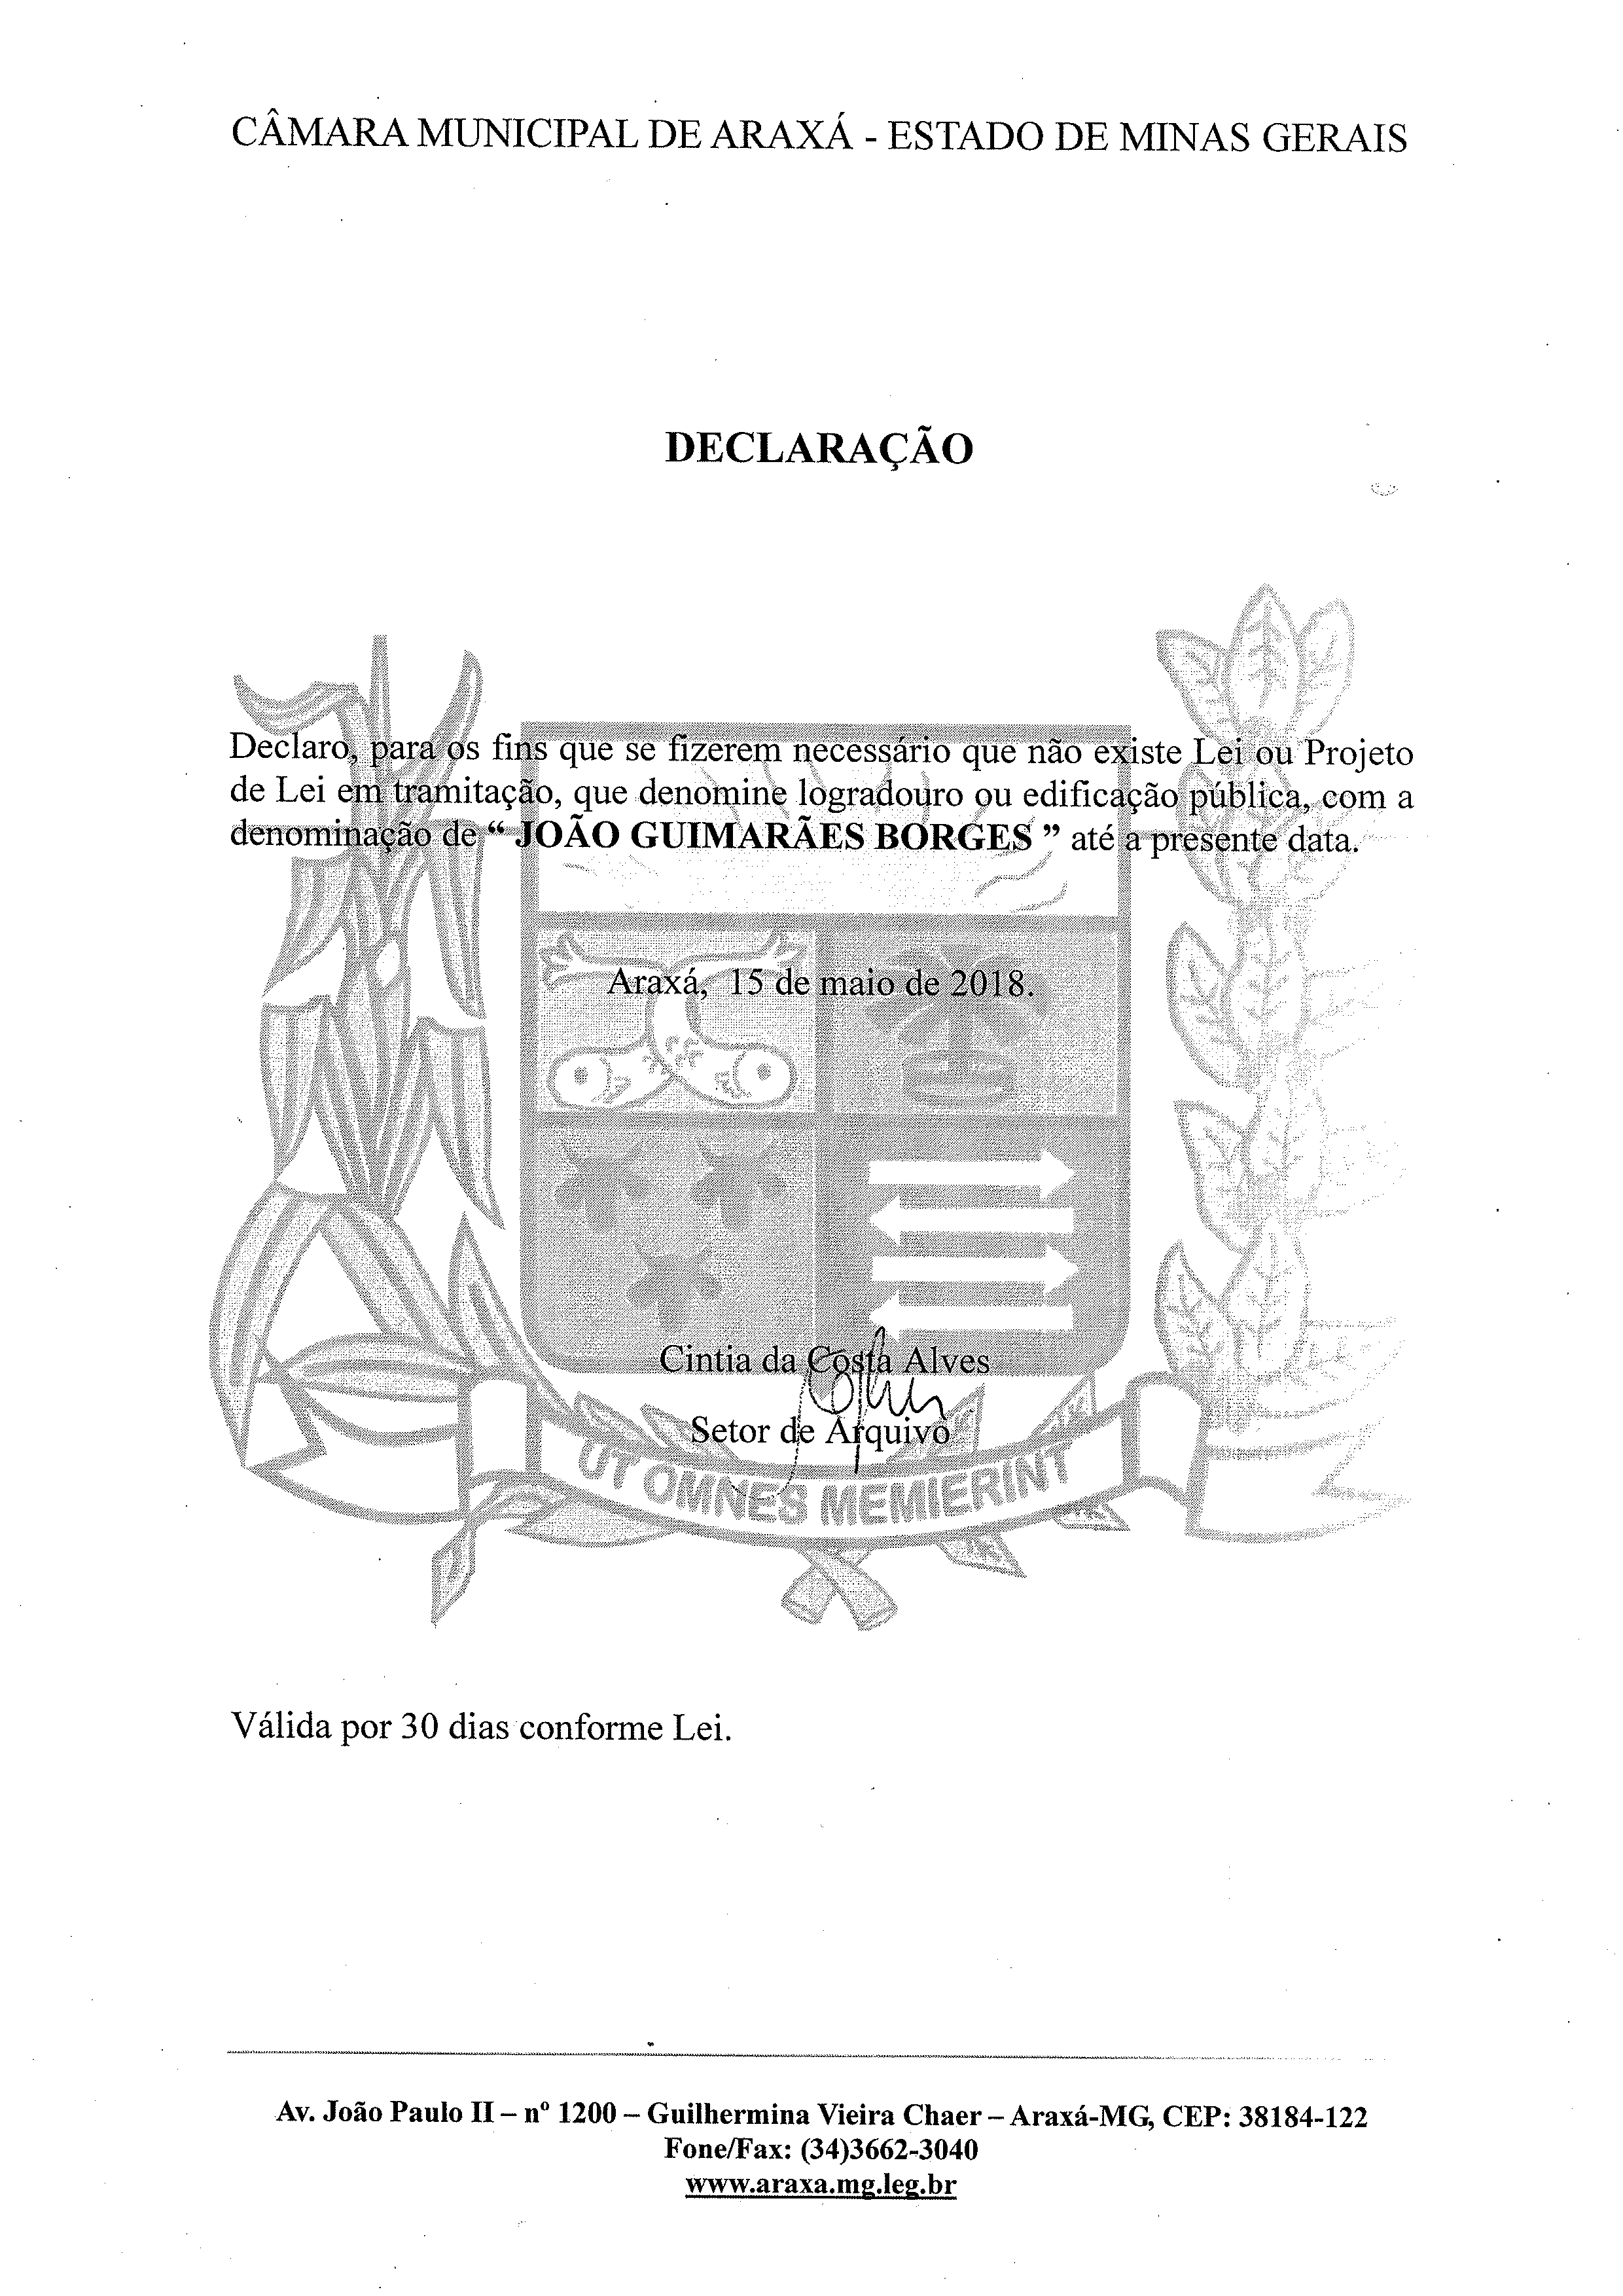 CÂMARA MUNICIPAL DE ARAXÁ - ESTADO DE MINAS GERAIS
DECLARAÇÃO
Declaro, para os fins que se fizerem necessário que não existe Lei ou Projeto
de Lei em tramitação, que denomine logradouro ou edificação pública, com a
denominação de “ JOÃO GUIMARÃES BORGES ” até a presente data.
Araxá, 15 de maio de 2018.
Cintia da Costa Alves
Setor de Arquivo
UT OMNES MEMIERINT
Válida por 30 dias conforme Lei.
Av. João Paulo II – nº 1200 – Guilhermina Vieira Chaer – Araxá-MG, CEP: 38184-122
Fone/Fax: (34)3662-3040
www.araxa.mg.leg.br